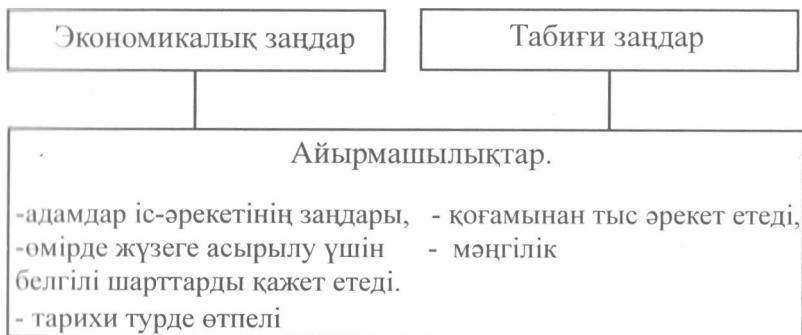 Экономикалық заңдар
Табиғи заңдар
Айырмашылықтар.
-адамдар іс-әрекетінің заңдары,
-өмірде жүзеге асырылу үшін
белгілі шарттарды қажет етеді.
- тарихи турде өтпелі
- қоғамынан тыс әрекет етеді,
- мәңгілік